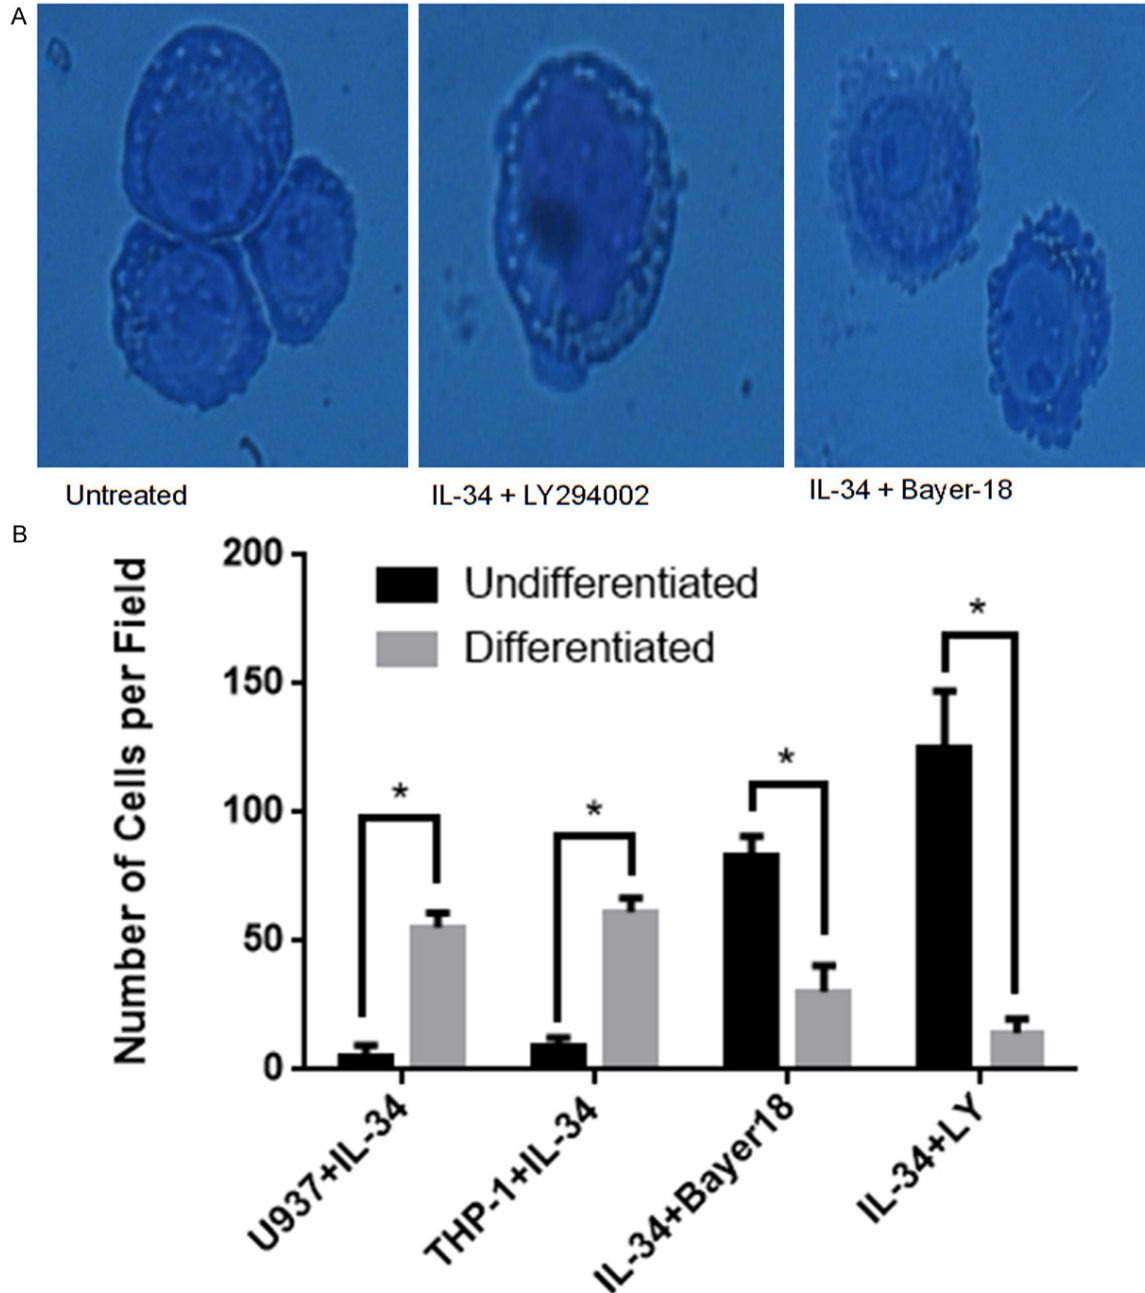 A
Untreated
IL-34 + LY294002
IL-34 + Bayer-18
B
Number of Cells per Field
200
150
100
50
0
Undifferentiated
Differentiated
*
*
*
*
U937+IL-34
THP-1+IL-34
IL-34+Bayer18
IL-34+LY